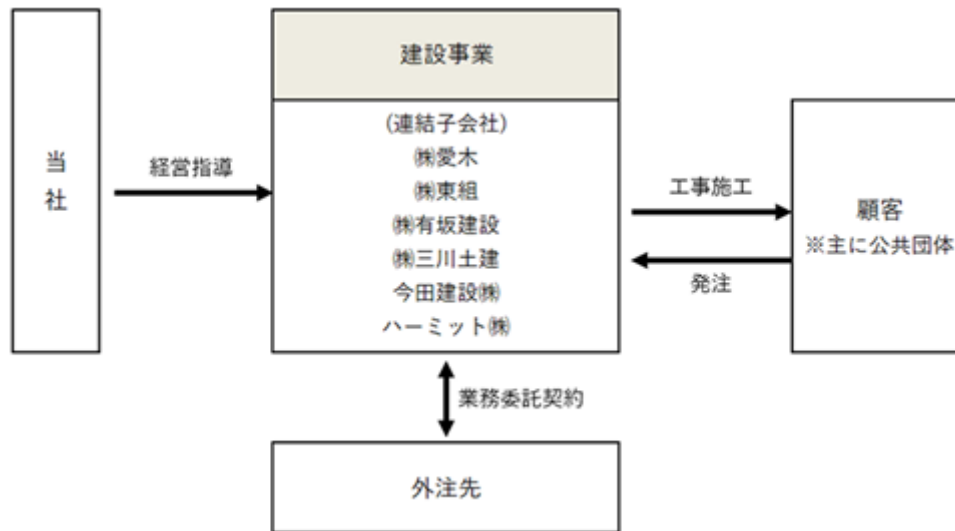 当
社
経営指導
建設事業
(連結子会社)
㈱愛木
㈱東組
㈱有坂建設
㈱三川土建
今田建設㈱
ハーミット㈱
工事施工
発注
顧客
※主に公共団体
業務委託契約
外注先